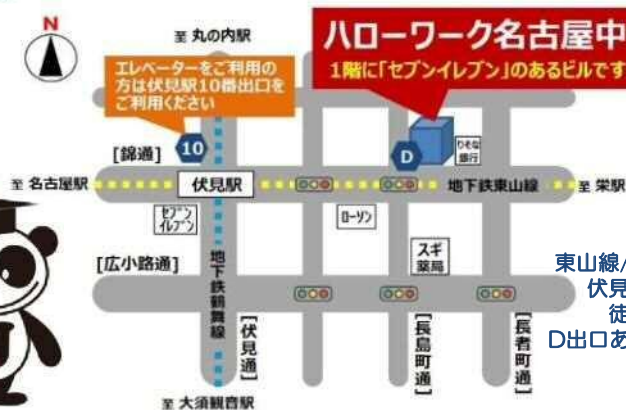 N
至 丸の内駅
ハローワーク名古屋中
1階に「セブンイレブン」のあるビルです
エレベーターをご利用の
方は伏見駅10番出口を
ご利用ください
[錦通]
10
D
りそな
銀行
至 名古屋駅
伏見駅
地下鉄東山線
至 栄駅
セブン
イレブン
ローソン
[広小路通]
スギ
薬局
地下鉄鶴舞線
[伏見通]
[長島町通]
[長者町通]
東山線/
伏見
徒
D出口あ
至 大須観音駅